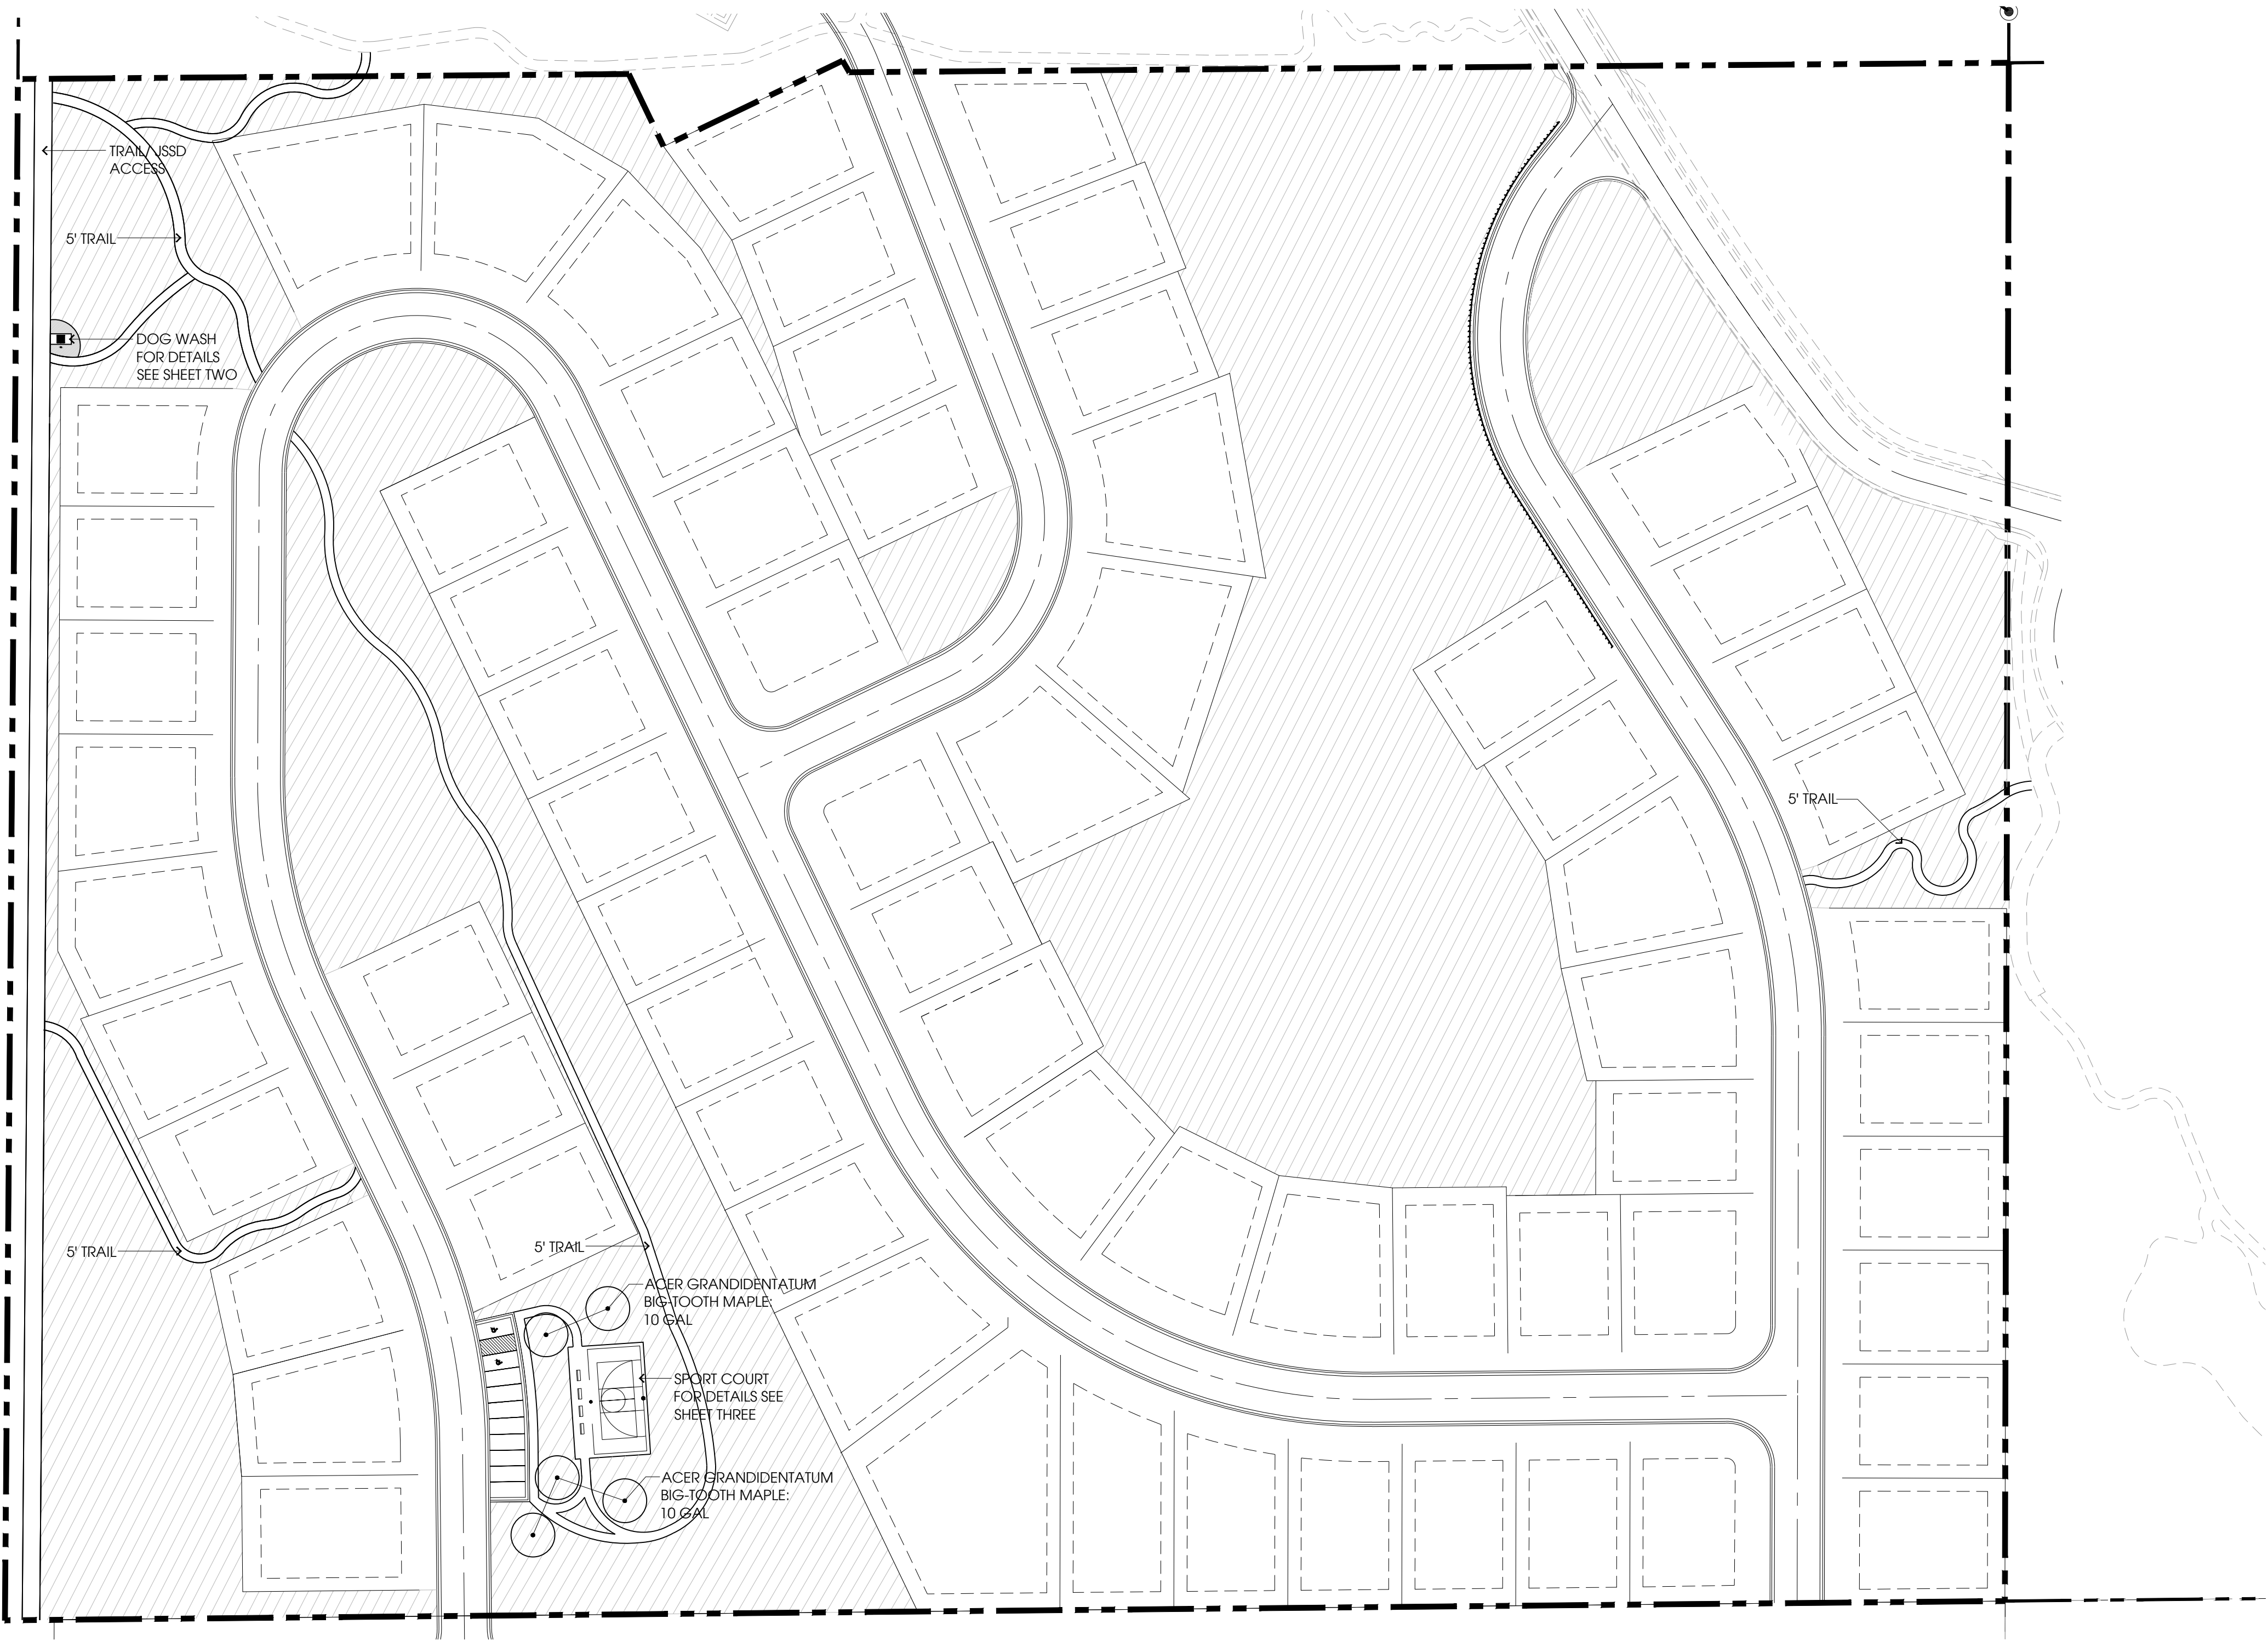 TRAIL/ JSSD
ACCESS
5' TRAIL
DOG WASH
FOR DETAILS
SEE SHEET TWO
5' TRAIL
5' TRAIL
5' TRAIL
ACER GRANDIDENTATUM
BIG-TOOTH MAPLE:
10 GAL
SPORT COURT
FOR DETAILS SEE
SHEET THREE
ACER GRANDIDENTATUM
BIG-TOOTH MAPLE:
10 GAL